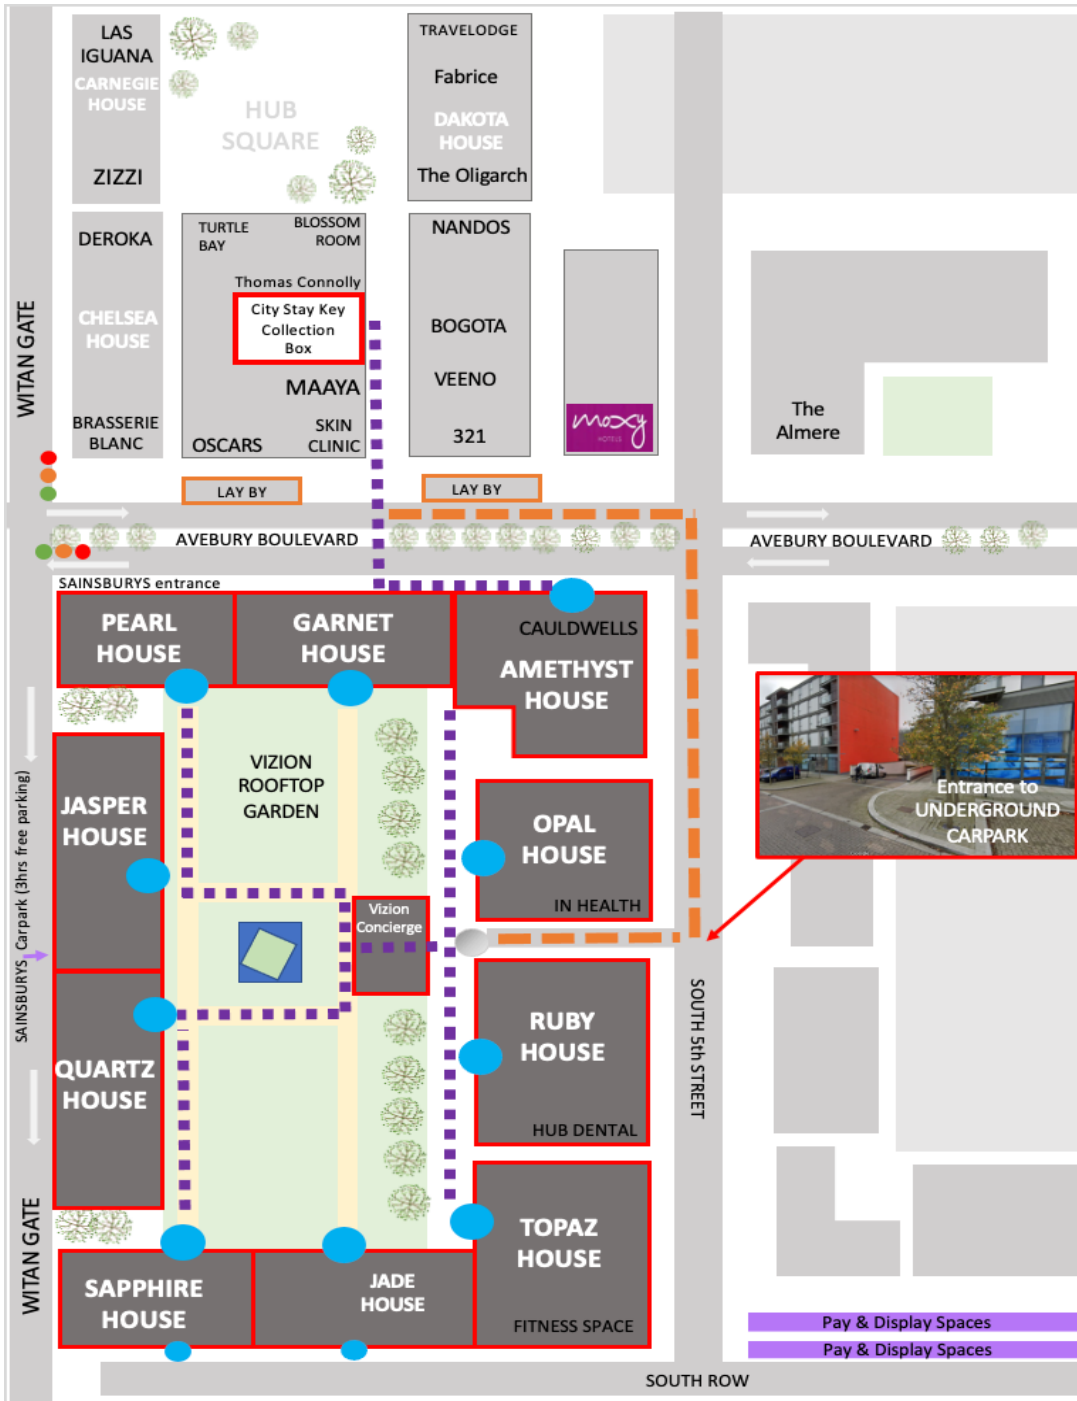 LAS
IGUANA
CARNEGIE
HOUSE
ZIZZI
HUB
SQUARE
TRAVELODGE
Fabrice
DAKOTA
HOUSE
The Oligarch
DEROKA
CHELSEA
HOUSE
BRASSERIE
BLANC
TURTLE
BAY
BLOSSOM
ROOM
Thomas Connolly
City Stay Key
Collection
Box
MAAYA
OSCARS
SKIN
CLINIC
NANDOS
BOGOTA
VEENO
321
moxy
HOTELS
The
Almere
WITAN GATE
LAY BY
LAY BY
AVEBURY BOULEVARD
AVEBURY BOULEVARD
SAINSBURYS entrance
PEARL
HOUSE
GARNET
HOUSE
CAULDWELLS
AMETHYST
HOUSE
VIZION
ROOFTOP
GARDEN
JASPER
HOUSE
OPAL
HOUSE
IN HEALTH
Entrance to
UNDERGROUND
CARPARK
SAINSBURYS Carpark (3hrs free parking)
Vizion
Concierge
QUARTZ
HOUSE
RUBY
HOUSE
HUB DENTAL
SOUTH 5th STREET
WITAN GATE
TOPAZ
HOUSE
FITNESS SPACE
SAPPHIRE
HOUSE
JADE
HOUSE
Pay & Display Spaces
Pay & Display Spaces
SOUTH ROW